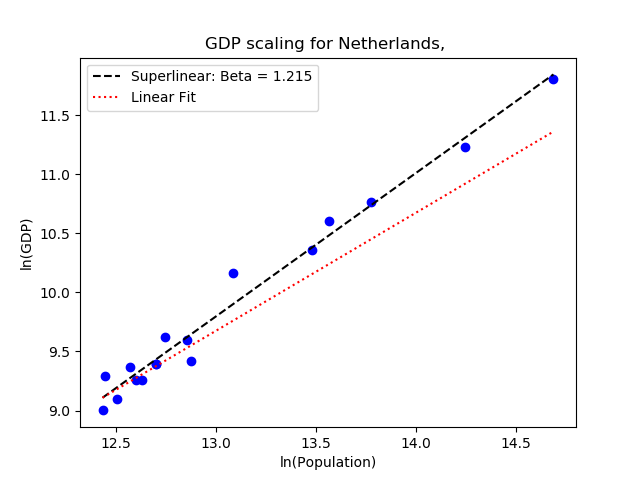 GDP scaling for Netherlands,
Superlinear: Beta = 1.215
Linear Fit
11.5
11.0
10.5
10.0
9.5
9.0
ln(GDP)
12.5 13.0 13.5 14.0 14.5
ln(Population)